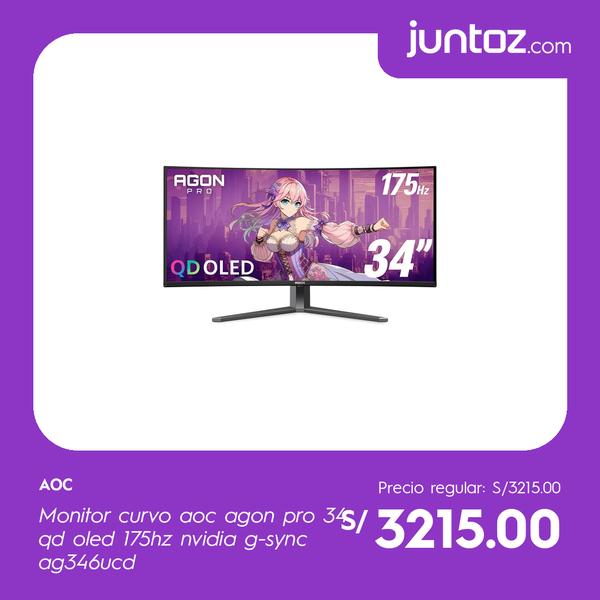 juntoz.com
AGON
PRO
175Hz
QD OLED
34”
AOC
Monitor curvo aoc agon pro 34
qd oled 175hz nvidia g-sync
ag346ucd
Precio regular: S/3215.00
S/ 3215.00